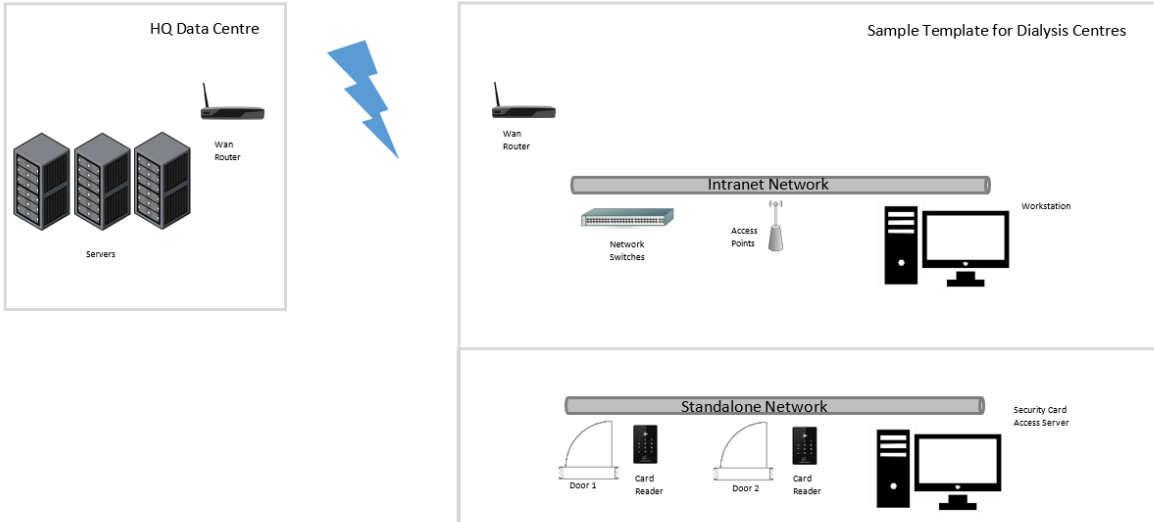 HQ Data Centre
Wan
Router
Servers
Sample Template for Dialysis Centres
Wan
Router
Intranet Network
Network
Switches
Access
Points
Workstation
Standalone Network
Security Card
Access Server
Door 1
Card
Reader
Door 2
Card
Reader